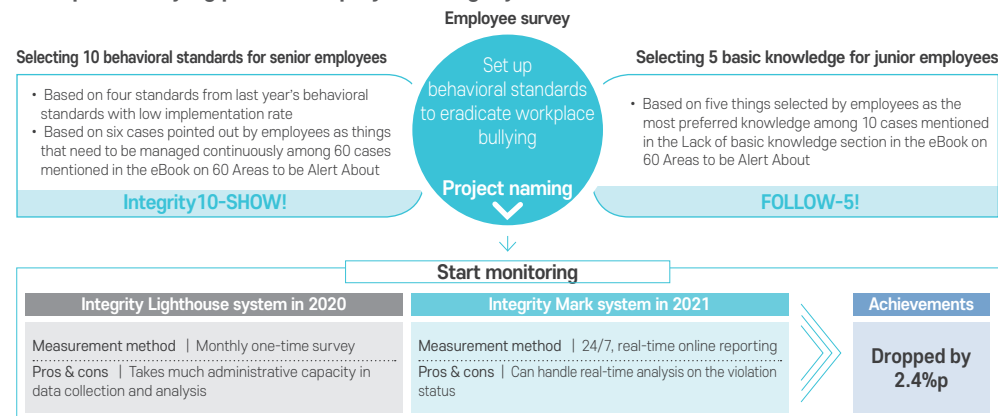 Employee survey
Selecting 10 behavioral standards for senior employees
• Based on four standards from last year's behavioral
standards with low implementation rate
• Based on six cases pointed out by employees as things
that need to be managed continuously among 60 cases
mentioned in the eBook on 60 Areas to be Alert About
Integrity10-SHOW!
Set up
behavioral standards
to eradicate workplace
bullying
Project naming
Selecting 5 basic knowledge for junior employees
• Based on five things selected by employees as the
most preferred knowledge among 10 cases mentioned
in the Lack of basic knowledge section in the eBook on
60 Areas to be Alert About
FOLLOW-5!
Start monitoring
Integrity Lighthouse system in 2020
Measurement method | Monthly one-time survey
Pros & cons | Takes much administrative capacity in
data collection and analysis
Integrity Mark system in 2021
Measurement method | 24/7, real-time online reporting
Pros & cons | Can handle real-time analysis on the violation
status
Achievements
Dropped by
2.4%p